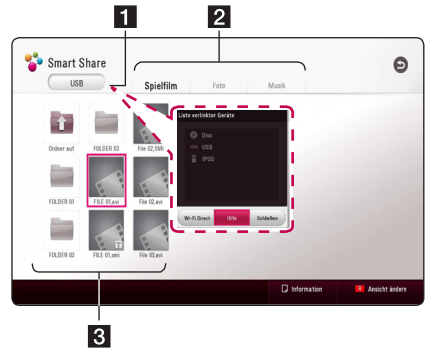 1
2
Smart Share
USB
Spielfilm Foto Musik
Liste verlinkter Geräte
Disc
USB
IPOD
Wi-Fi Direct Hilfe Schließen
Ordner auf FOLDER 03 File 02,SMI
FOLDER 01 FILE 01,avi File 02,avi
T
FOLDER 02 FILE 01,smi File 03,avi
Information R Ansicht ändern
3